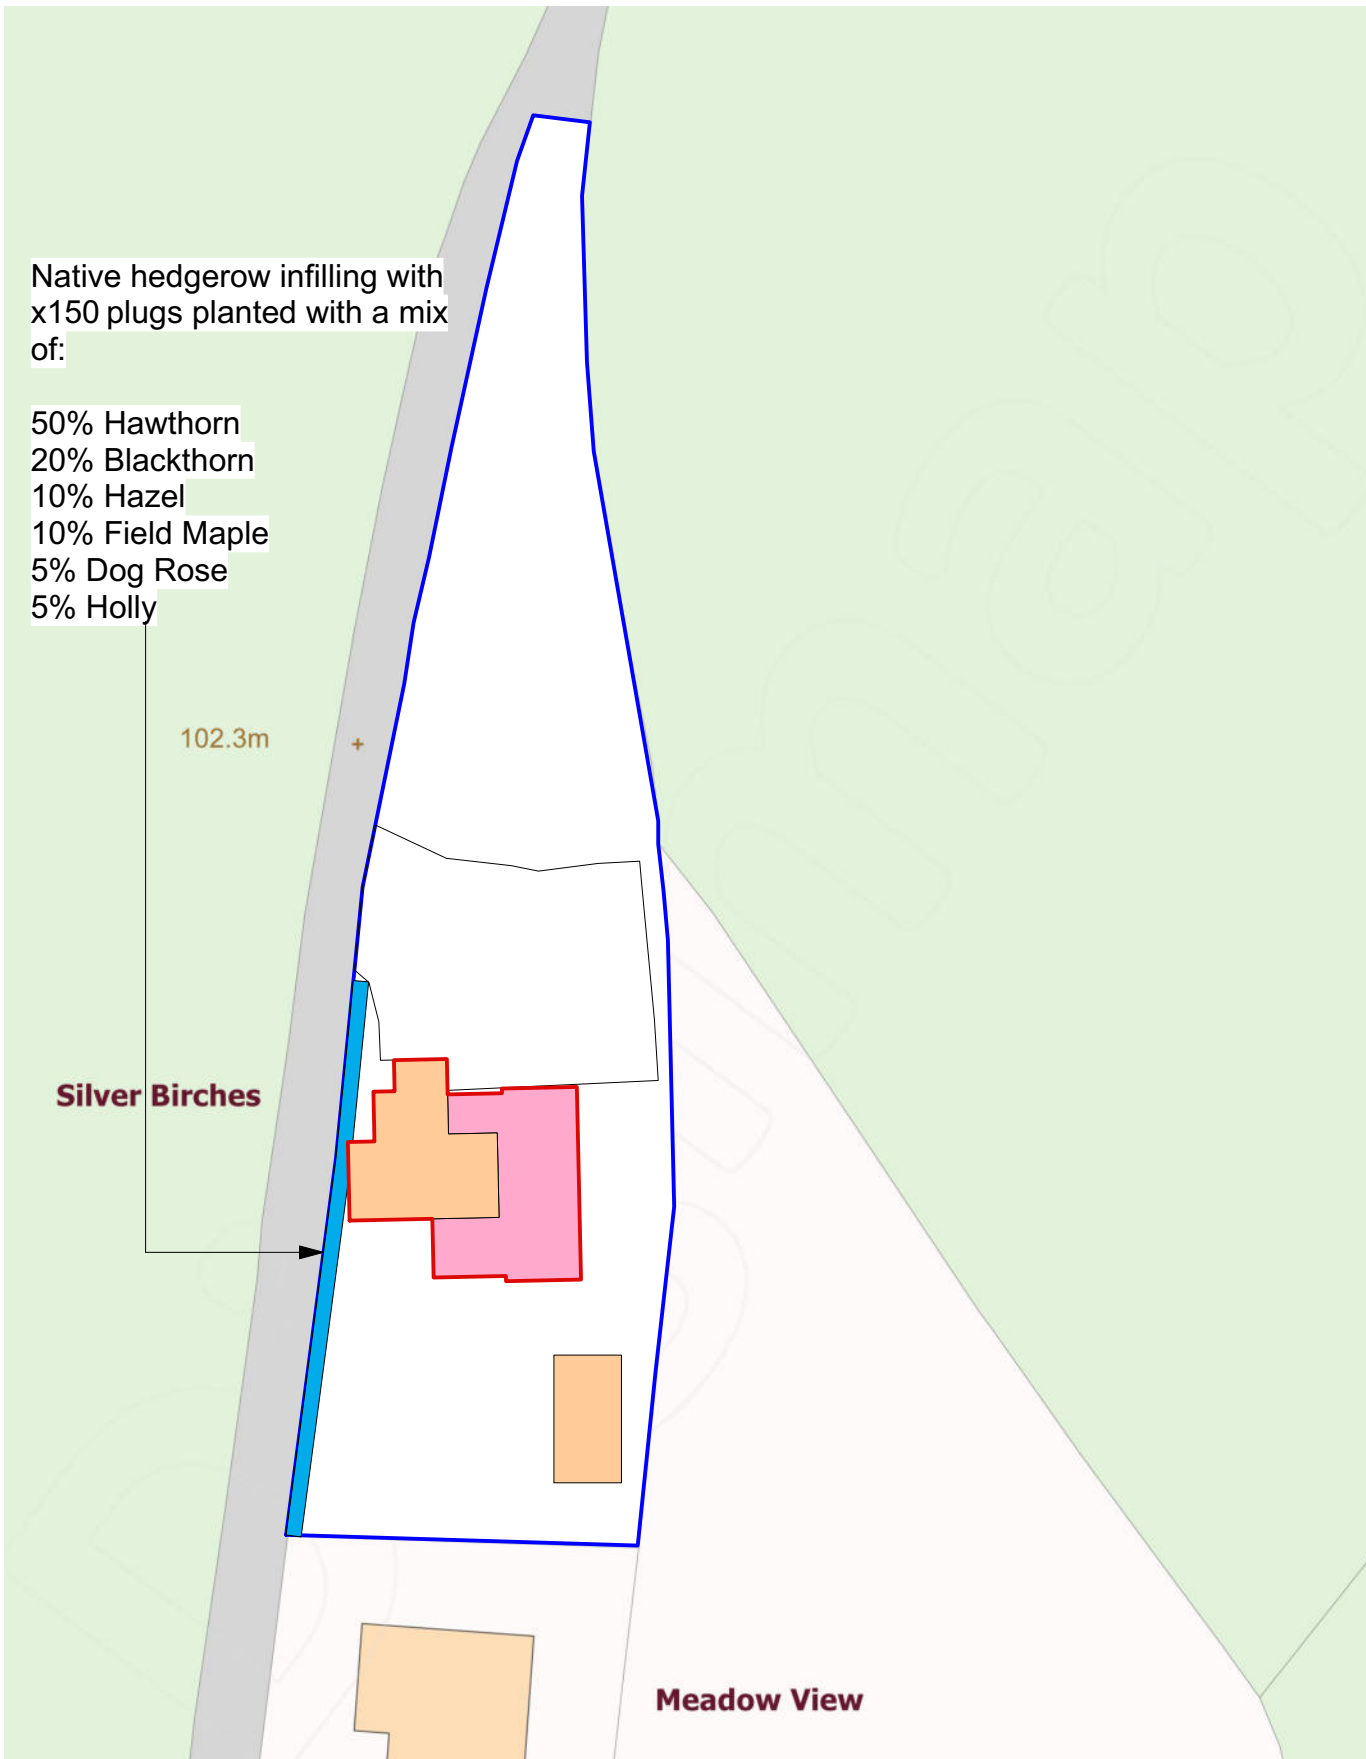 Native hedgerow infilling with
x150 plugs planted with a mix
of:
50% Hawthorn
20% Blackthorn
10% Hazel
10% Field Maple
5% Dog Rose
5% Holly
102.3m
Silver Birches
Meadow View